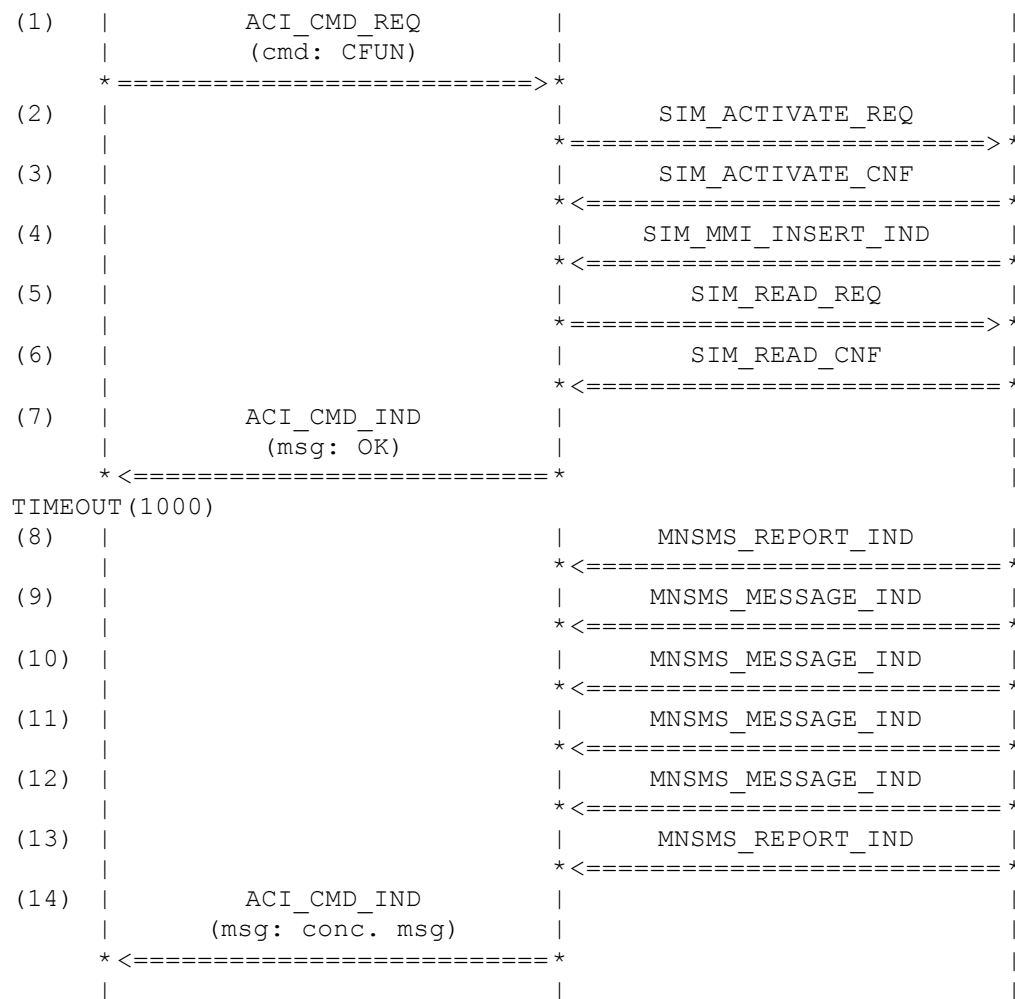 (1) | ACI_CMD_REQ | |
| (cmd: CFUN) | |
*===========================>* |
(2) | | SIM_ACTIVATE_REQ |
| *===========================>*
(3) | | SIM_ACTIVATE_CNF |
| *<===========================*
(4) | | SIM_MMI_INSERT_IND |
| *<===========================*
(5) | | SIM_READ_REQ |
| *===========================>*
(6) | | SIM_READ_CNF |
| *<===========================*
(7) | ACI_CMD_IND | |
| (msg: OK) | |
*<===========================* |
TIMEOUT(1000)
(8) | | MNSMS_REPORT_IND |
| *<===========================*
(9) | | MNSMS_MESSAGE_IND |
| *<===========================*
(10) | | MNSMS_MESSAGE_IND |
| *<===========================*
(11) | | MNSMS_MESSAGE_IND |
| *<===========================*
(12) | | MNSMS_MESSAGE_IND |
| *<===========================*
(13) | | MNSMS_REPORT_IND |
| *<===========================*
(14) | ACI_CMD_IND | |
| (msg: conc. msg) | |
*<===========================* |
| | |